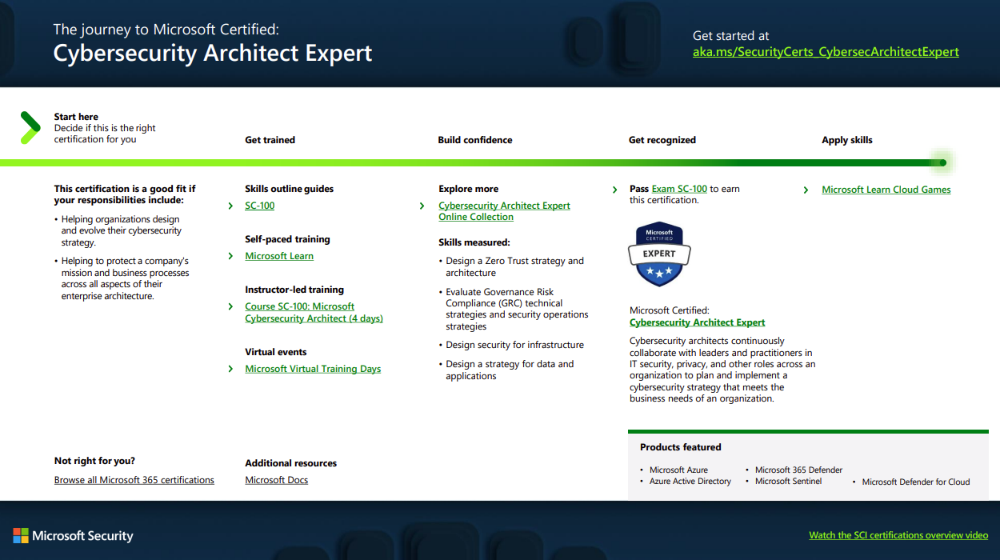 The journey to Microsoft Certified:
Cybersecurity Architect Expert
Get started at
aka.ms/SecurityCerts_CybersecArchitectExpert
Start here
Decide if this is the right
certification for you
Get trained
Build confidence
Get recognized
Apply skills
This certification is a good fit if
your responsibilities include:
• Helping organizations design
and evolve their cybersecurity
strategy.
• Helping to protect a company's
mission and business processes
across all aspects of their
enterprise architecture.
Not right for you?
Browse all Microsoft 365 certifications
Skills outline guides
SC-100
Self-paced training
Microsoft Learn
Instructor-led training
Course SC-100: Microsoft
Cybersecurity Architect (4 days)
Virtual events
Microsoft Virtual Training Days
Additional resources
Microsoft Docs
Explore more
Cybersecurity Architect Expert
Online Collection
Skills measured:
• Design a Zero Trust strategy and
architecture
• Evaluate Governance Risk
Compliance (GRC) technical
strategies and security operations
strategies
• Design security for infrastructure
• Design a strategy for data and
applications
Pass Exam SC-100 to earn
this certification.
Microsoft
CERTIFIED
EXPERT
Microsoft Certified:
Cybersecurity Architect Expert
Cybersecurity architects continuously
collaborate with leaders and practitioners in
IT security, privacy, and other roles across an
organization to plan and implement a
cybersecurity strategy that meets the
business needs of an organization.
Microsoft Learn Cloud Games
Products featured
• Microsoft Azure
• Azure Active Directory
• Microsoft 365 Defender
• Microsoft Sentinel
• Microsoft Defender for Cloud
Microsoft Security
Watch the SCI certifications overview video